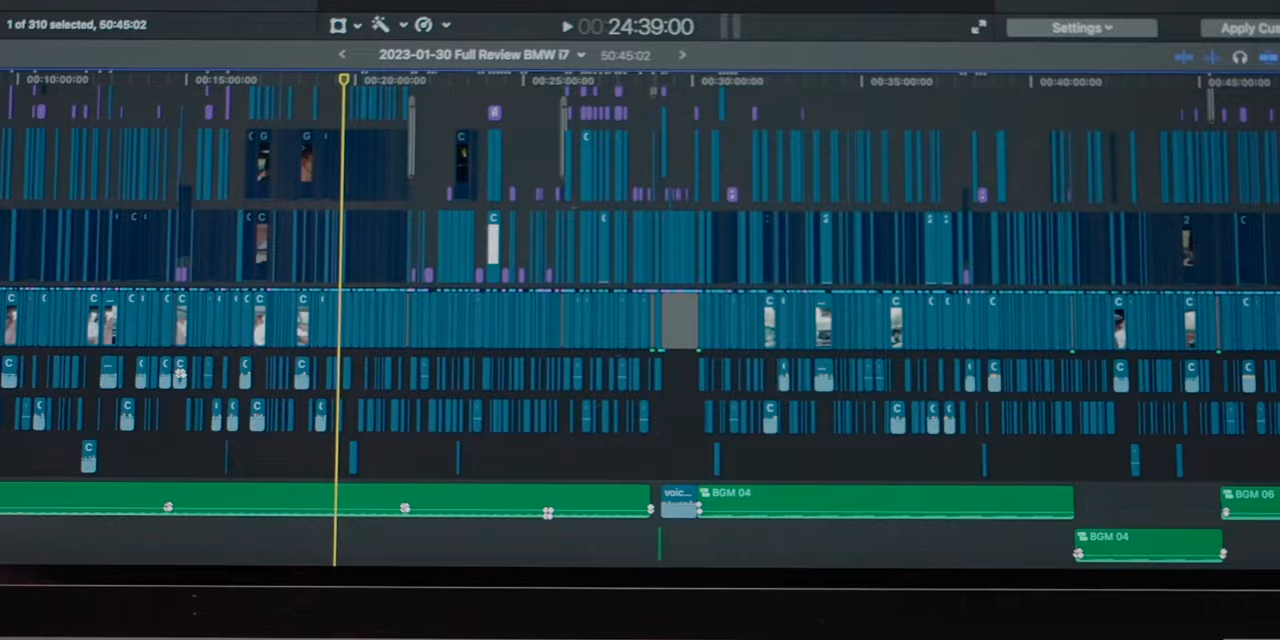 1 of 310 selected, 50:45:02
00:24:39:00
Settings
Apply Cus
2023-01-30 Full Review BMW i7
50:45:02
00:10:00:00
00:15:00:00
00:20:00:00
00:25:00:00
00:30:00:00
00:35:00:00
00:40:00:00
00:45:00:00
voic...
BGM 04
BGM 06
BGM 04